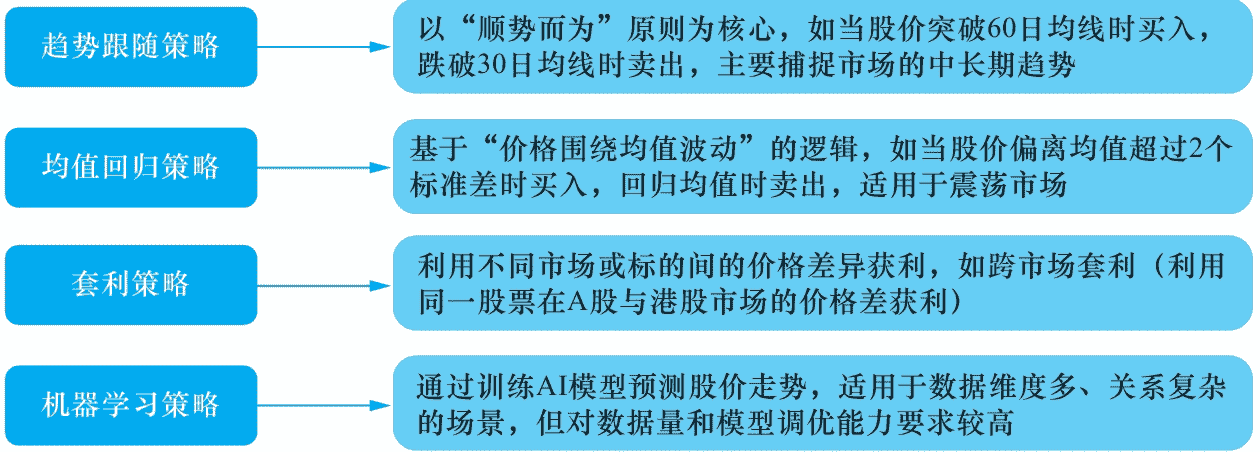 趋势跟随策略
以“顺势而为”原则为核心，如当股价突破60日均线时买入，
跌破30日均线时卖出，主要捕捉市场的中长期趋势
均值回归策略
基于“价格围绕均值波动”的逻辑，如当股价偏离均值超过2个
标准差时买入，回归均值时卖出，适用于震荡市场
套利策略
利用不同市场或标的间的价格差异获利，如跨市场套利（利用
同一股票在A股与港股市场的价格差获利）
机器学习策略
通过训练AI模型预测股价走势，适用于数据维度多、关系复杂
的场景，但对数据量和模型调优能力要求较高